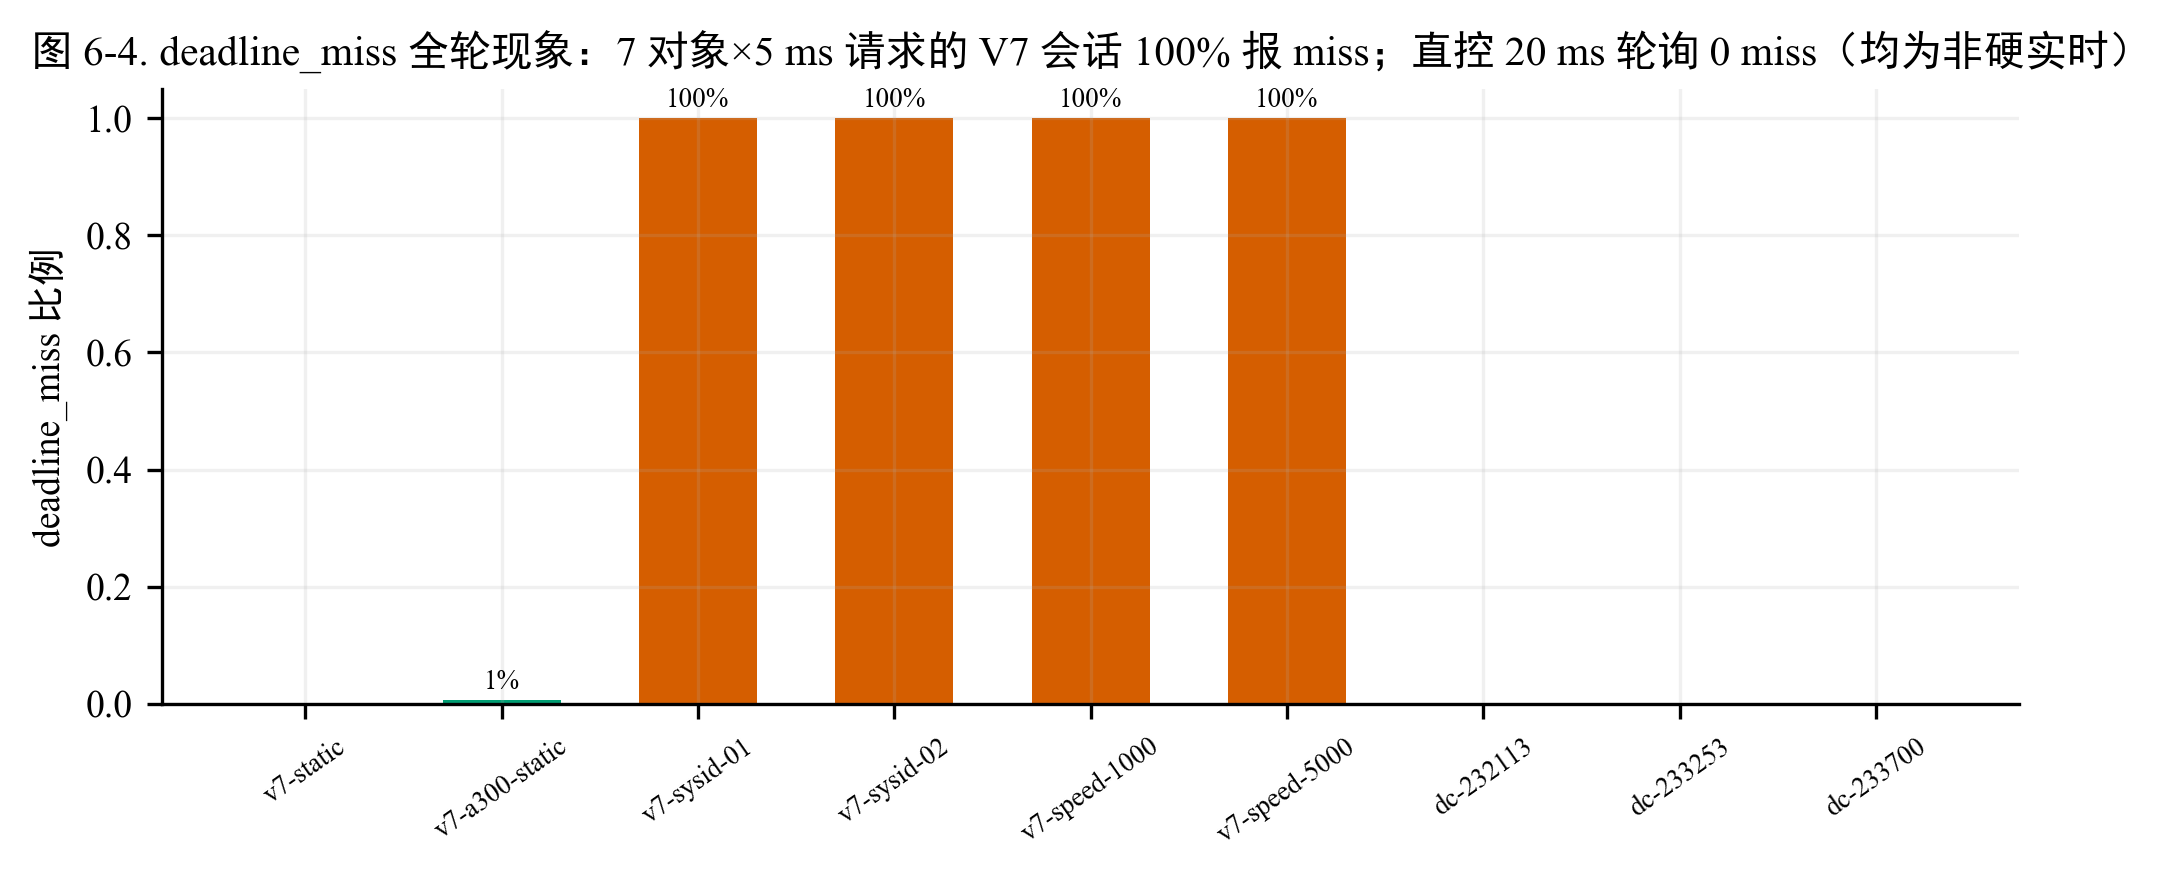 图 6-4. deadline_miss 全轮现象：7 对象×5 ms 请求的 V7 会话 100% 报 miss；直控 20 ms 轮询 0 miss（均为非硬实时）
deadline_miss 比例
1.0
0.8
0.6
0.4
0.2
0.0
1%
100%
100%
100%
100%
v7-static
v7-a300-static
v7-sysid-01
v7-sysid-02
v7-speed-1000
v7-speed-5000
dc-232113
dc-233253
dc-233700